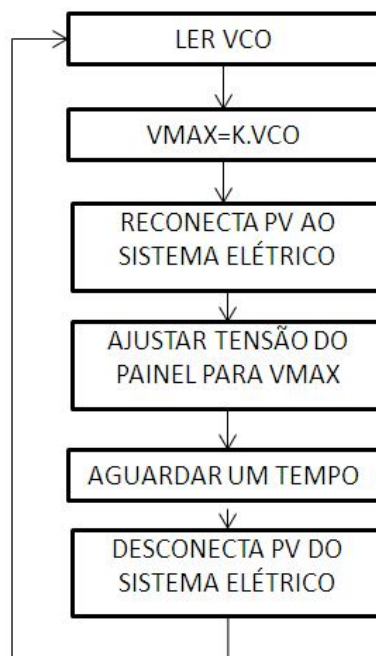 LER VCO
VMAX=K.VCO
RECONECTA PV AO
SISTEMA ELÉTRICO
AJUSTAR TENSÃO DO
PAINEL PARA VMAX
AGUARDAR UM TEMPO
DESCONECTA PV DO
SISTEMA ELÉTRICO